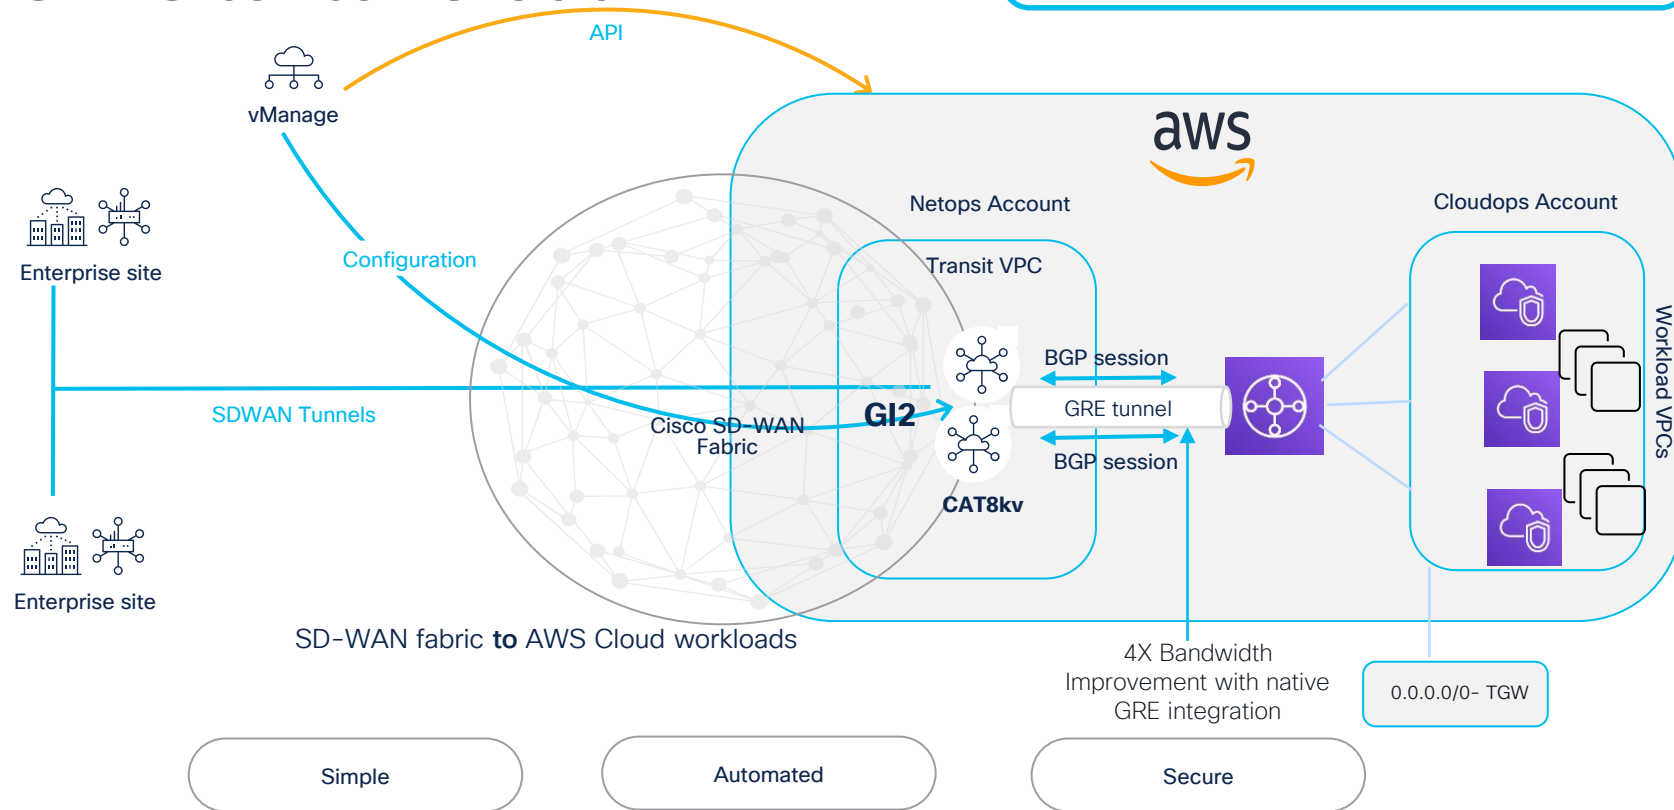 API
vManage
aws
Netops Account
Cloudops Account
Enterprise site
Configuration
Transit VPC
Workload VPCs
BGP session
SDWAN Tunnels
GI2
GRE tunnel
Cisco SD-WAN
Fabric
BGP session
CAT8kv
Enterprise site
SD-WAN fabric to AWS Cloud workloads
4X Bandwidth
Improvement with native
GRE integration
0.0.0.0/0- TGW
Simple
Automated
Secure